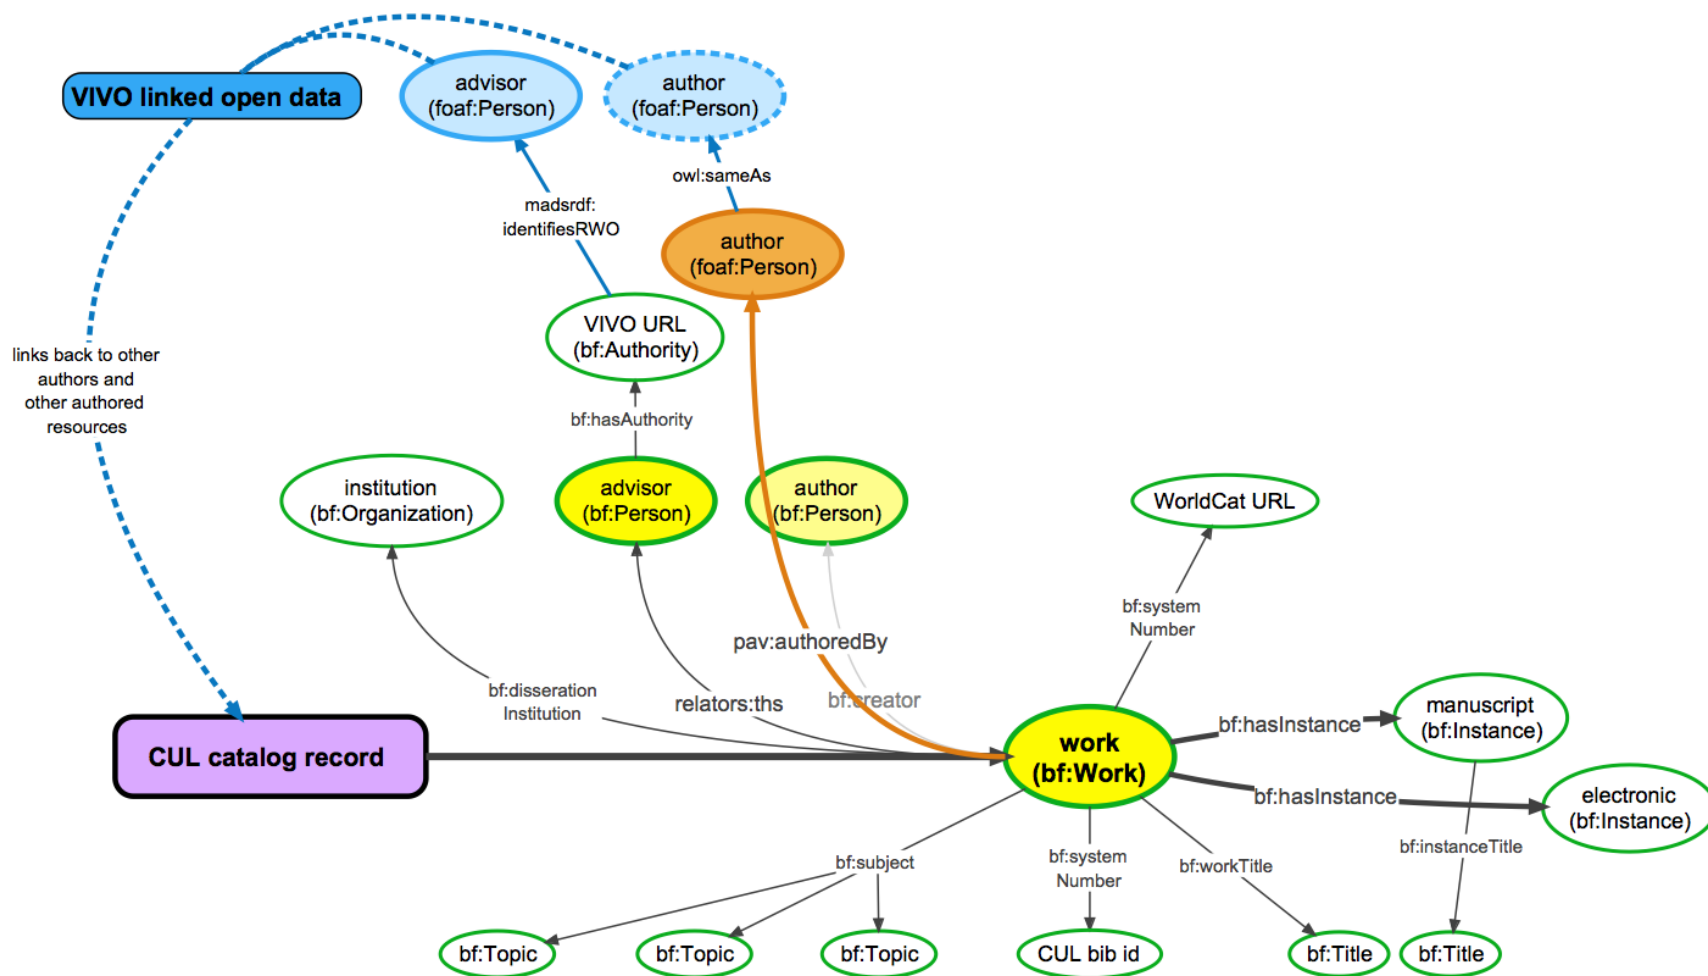 VIVO linked open data
advisor
(foaf:Person)
author
(foaf:Person)
owl:sameAs
madsrdf:
identifiesRWO
author
(foaf:Person)
VIVO URL
(bf:Authority)
links back to other
authors and
other authored
resources
bf:hasAuthority
institution
(bf:Organization)
advisor
(bf:Person)
author
(bf:Person)
WorldCat URL
bf:system
Number
pav:authoredBy
bf:disseration
Institution
relators:ths
bf:creator
manuscript
(bf:Instance)
bf:hasInstance
CUL catalog record
work
(bf:Work)
bf:hasInstance
electronic
(bf:Instance)
bf:subject
bf:system
Number
bf:workTitle
bf:instanceTitle
bf:Topic
bf:Topic
bf:Topic
CUL bib id
bf:Title
bf:Title